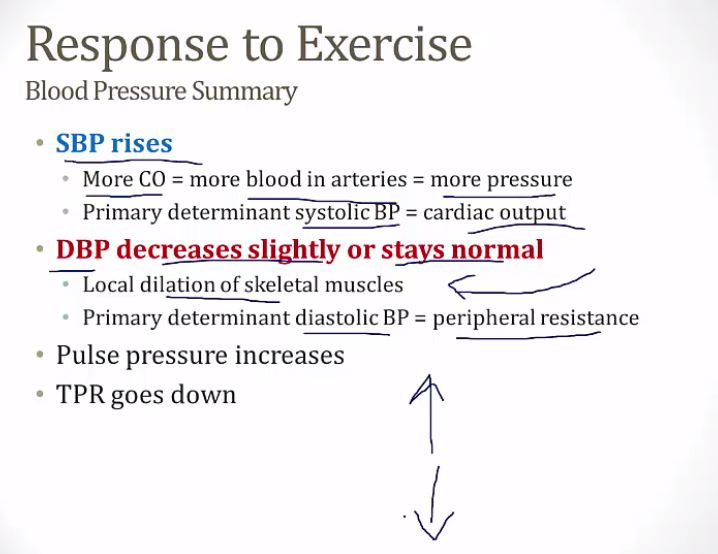 Response to Exercise
Blood Pressure Summary
• SBP rises
• More CO = more blood in arteries = more pressure
• Primary determinant systolic BP = cardiac output
• DBP decreases slightly or stays normal
• Local dilation of skeletal muscles
• Primary determinant diastolic BP = peripheral resistance
• Pulse pressure increases
• TPR goes down